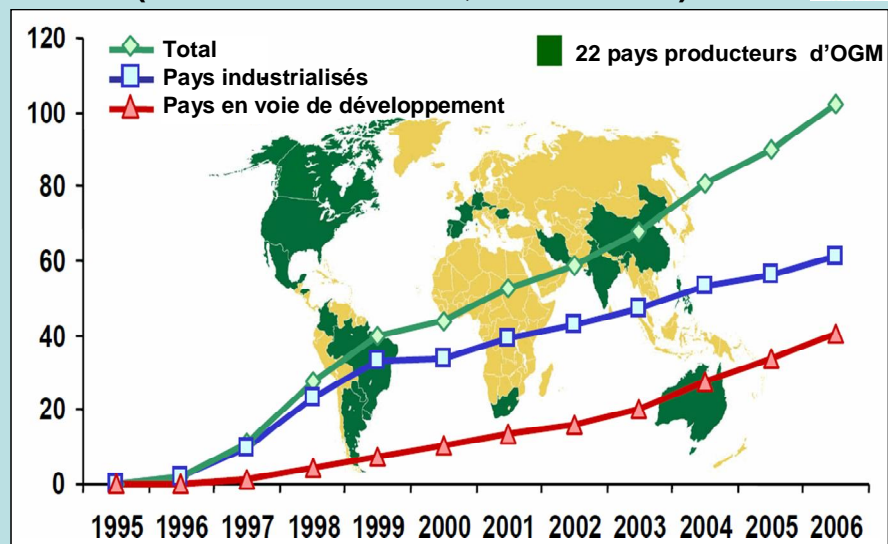 120
Total
22 pays producteurs d'OGM
Pays industrialisés
100
Pays en voie de développement
80
60
40
20
0
1995 1996 1997 1998 1999 2000 2001 2002 2003 2004 2005 2006